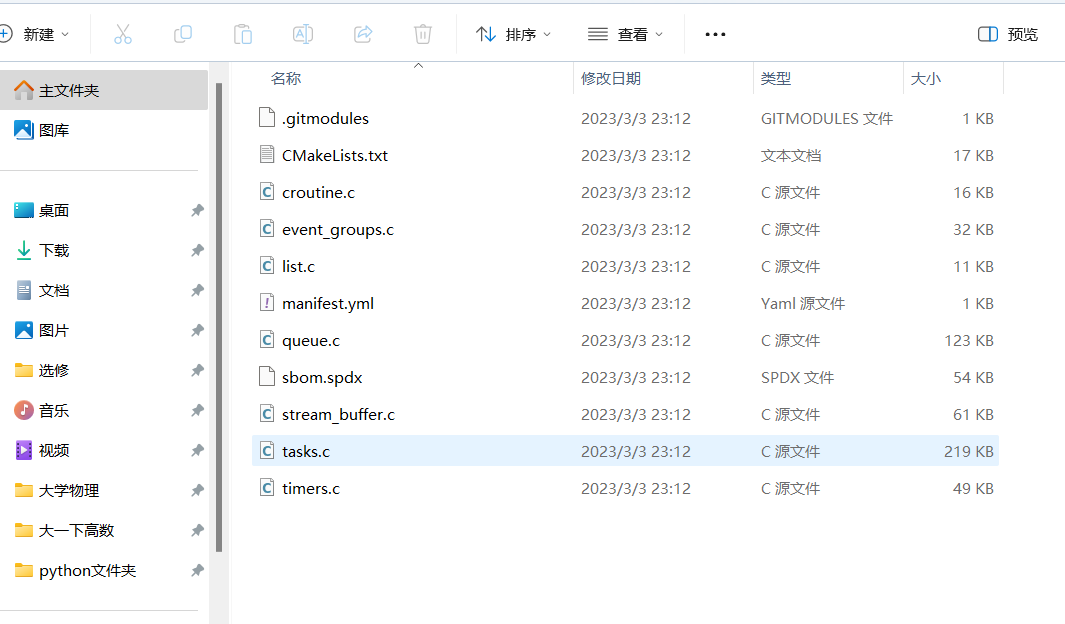 新建 排序 查看 ... 预览
主文件夹
图库
桌面
下载
文档
图片
选修
音乐
视频
大学物理
大一下高数
python文件夹
名称 修改日期 类型 大小
.gitmodules 2023/3/3 23:12 GITMODULES 文件 1 KB
CMakeLists.txt 2023/3/3 23:12 文本文档 17 KB
croutine.c 2023/3/3 23:12 C 源文件 16 KB
event_groups.c 2023/3/3 23:12 C 源文件 32 KB
list.c 2023/3/3 23:12 C 源文件 11 KB
manifest.yml 2023/3/3 23:12 Yaml 源文件 1 KB
queue.c 2023/3/3 23:12 C 源文件 123 KB
sbom.spdx 2023/3/3 23:12 SPDX 文件 54 KB
stream_buffer.c 2023/3/3 23:12 C 源文件 61 KB
tasks.c 2023/3/3 23:12 C 源文件 219 KB
timers.c 2023/3/3 23:12 C 源文件 49 KB